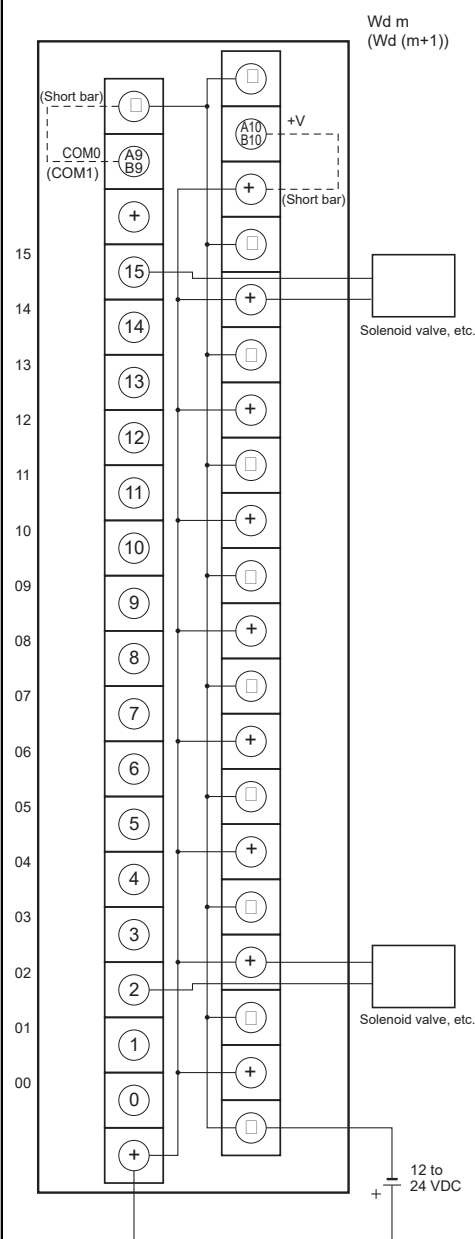 Wd m
(Wd (m+1))
(Short bar)
A10
B10
+V
COM0
(COM1)
A9
B9
+
+
(Short bar)
15
15
+
Solenoid valve, etc.
14
14
13
13
+
12
12
11
11
+
10
10
09
9
+
08
8
07
7
+
06
6
05
5
+
04
4
03
3
+
02
2
Solenoid valve, etc.
01
1
+
00
0
+
12 to
24 VDC
+